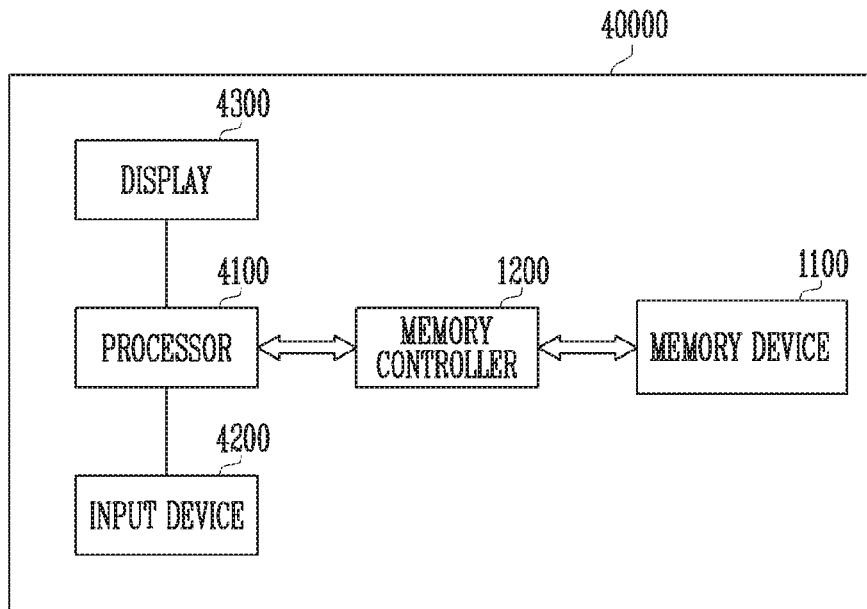 40000
4300
DISPLAY
4100
PROCESSOR
1200
MEMORY
CONTROLLER
1100
MEMORY DEVICE
4200
INPUT DEVICE